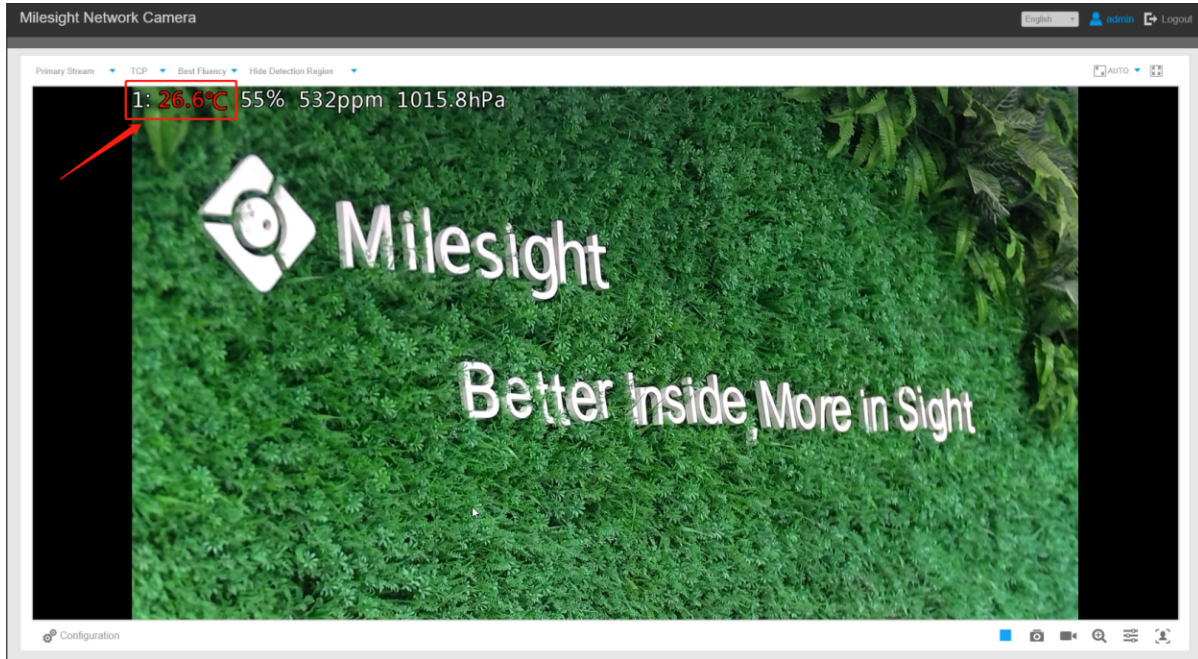 Milesight Network Camera
English
admin
Logout
Primary Stream
TCP
Best Fluency
Hide Detection Region
AUTO
1: 26.6°C 55% 532ppm 1015.8hPa
Milesight
Better Inside,More in Sight
Configuration